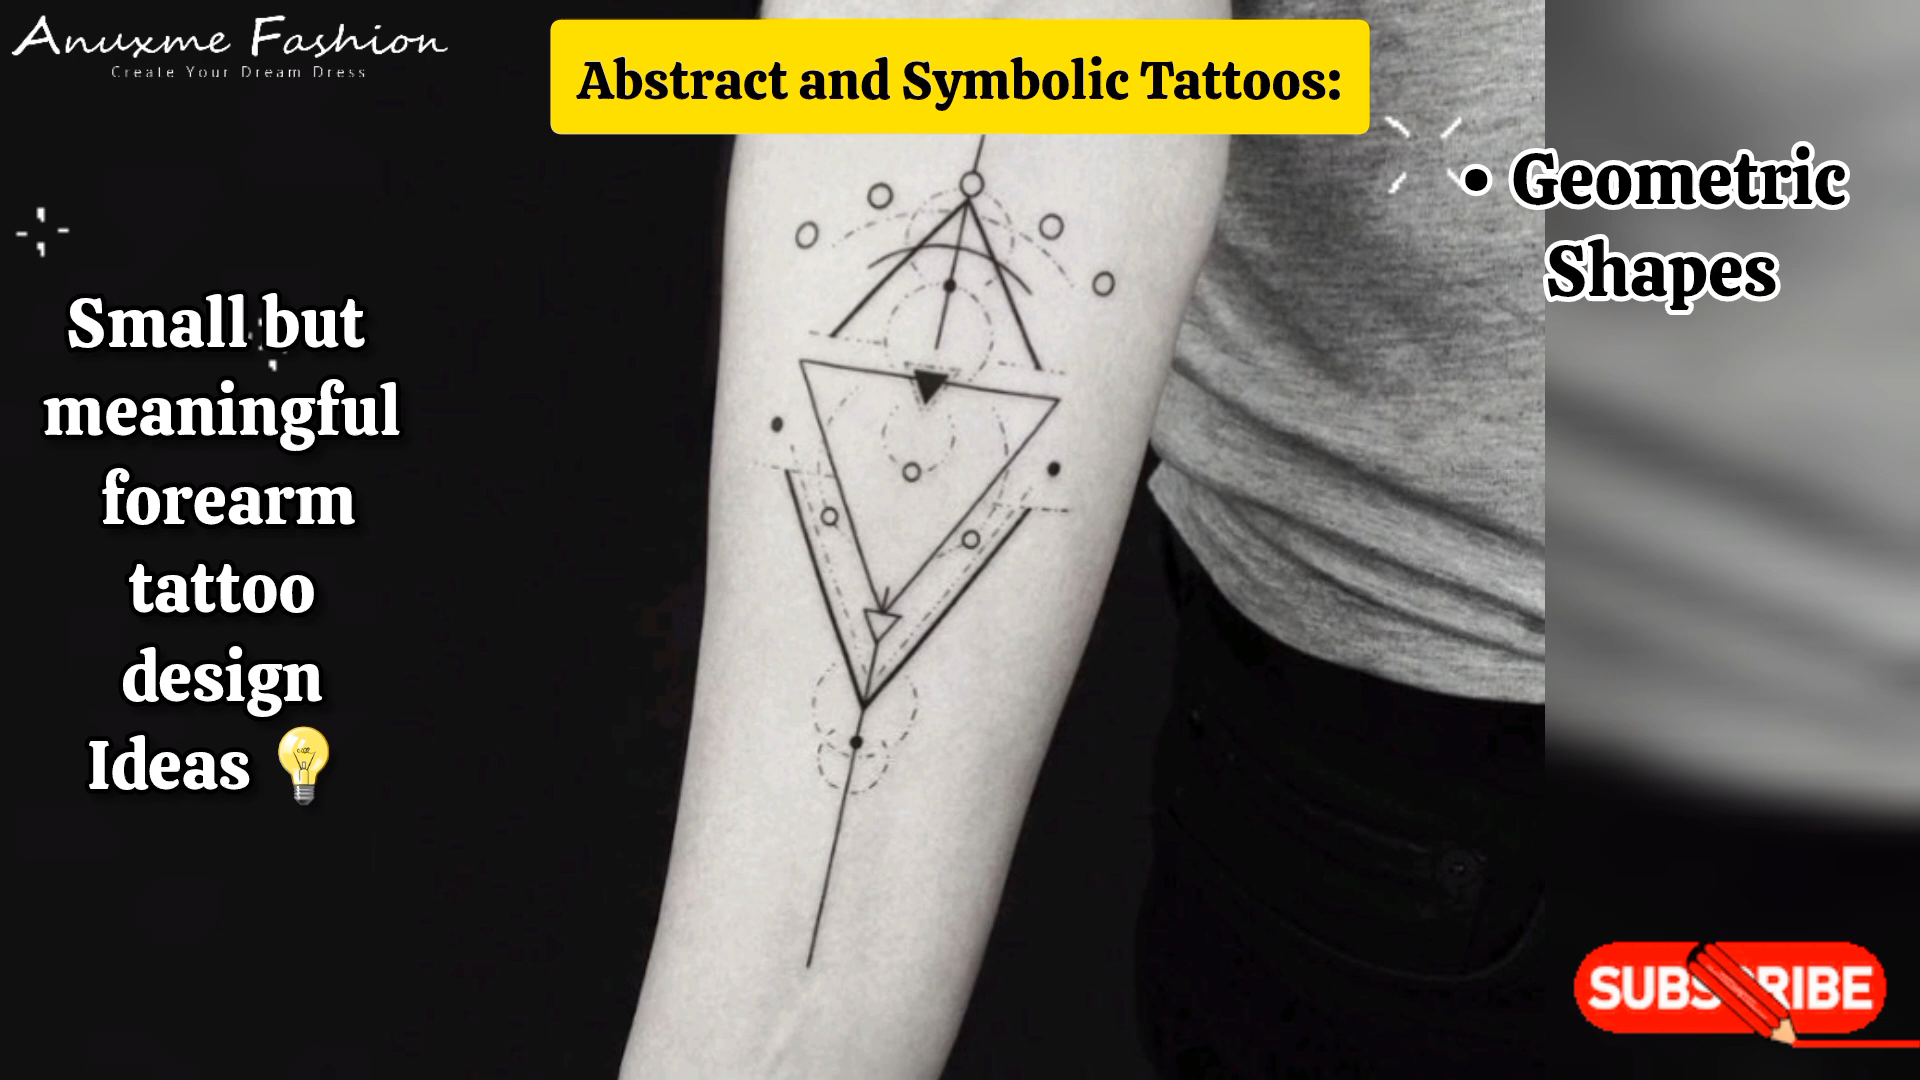 Anuxme Fashion
Create Your Dream Dress
Abstract and Symbolic Tattoos:
• Geometric
Shapes
Small but
meaningful
forearm
tattoo
design
Ideas 💡
SUBSCRIBE